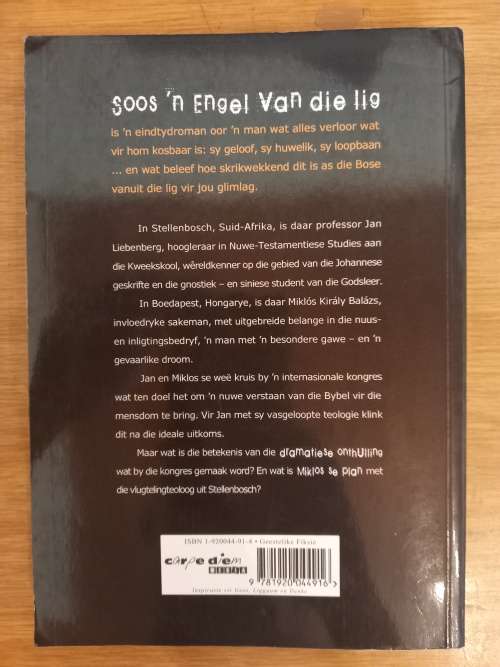 Soos 'n Engel Van die lig
is 'n eindtydroman oor 'n man wat alles verloor wat
vir hom kosbaar is: sy geloof, sy huwelik, sy loopbaan
... en wat beleef hoe skrikwekkend dit is as die Bose
vanuit die lig vir jou glimlag.
In Stellenbosch, Suid-Afrika, is daar professor Jan
Liebenberg, hoogleraar in Nuwe-Testamentiese Studies aan
die Kweekskool, wêreldkenner op die gebied van die Johannese
geskrifte en die gnostiek – en siniese student van die Godsleer.
In Boedapest, Hongarye, is daar Miklós Király Balázs,
invloedryke sakeman, met uitgebreide belange in die nuus-
en inligtingsbedryf, 'n man met 'n besondere gawe – en 'n
gevaarlike droom.
Jan en Miklos se weë kruis by 'n internasionale kongres
wat ten doel het om 'n nuwe verstaan van die Bybel vir die
mensdom te bring. Vir Jan met sy vasgeloopte teologie klink
dit na die ideale uitkoms.
Maar wat is die betekenis van die dramatiese onthulling
wat by die kongres gemaak word? En wat is Miklos se plan met
die vlugtelingteoloog uit Stellenbosch?
ISBN 1-920044-91-6 • Geestelike Fiksie
carpe diem
MEDIA
9 781920 044916
Inspirasie vir Gees, Liggaam en Denke